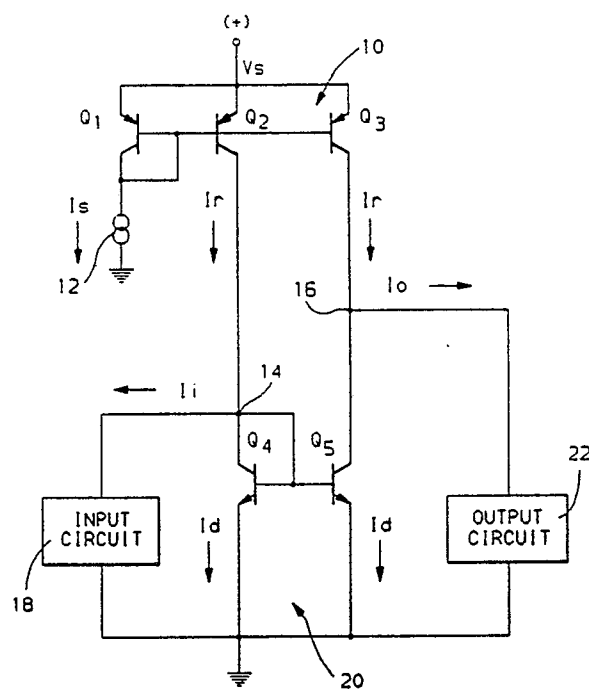 (+)
10
Vs
Q1
Q2
Q3
Is
Ir
Ir
12
16
Io
14
Ii
Q4
Q5
22
INPUT
CIRCUIT
OUTPUT
CIRCUIT
Id
Id
18
20